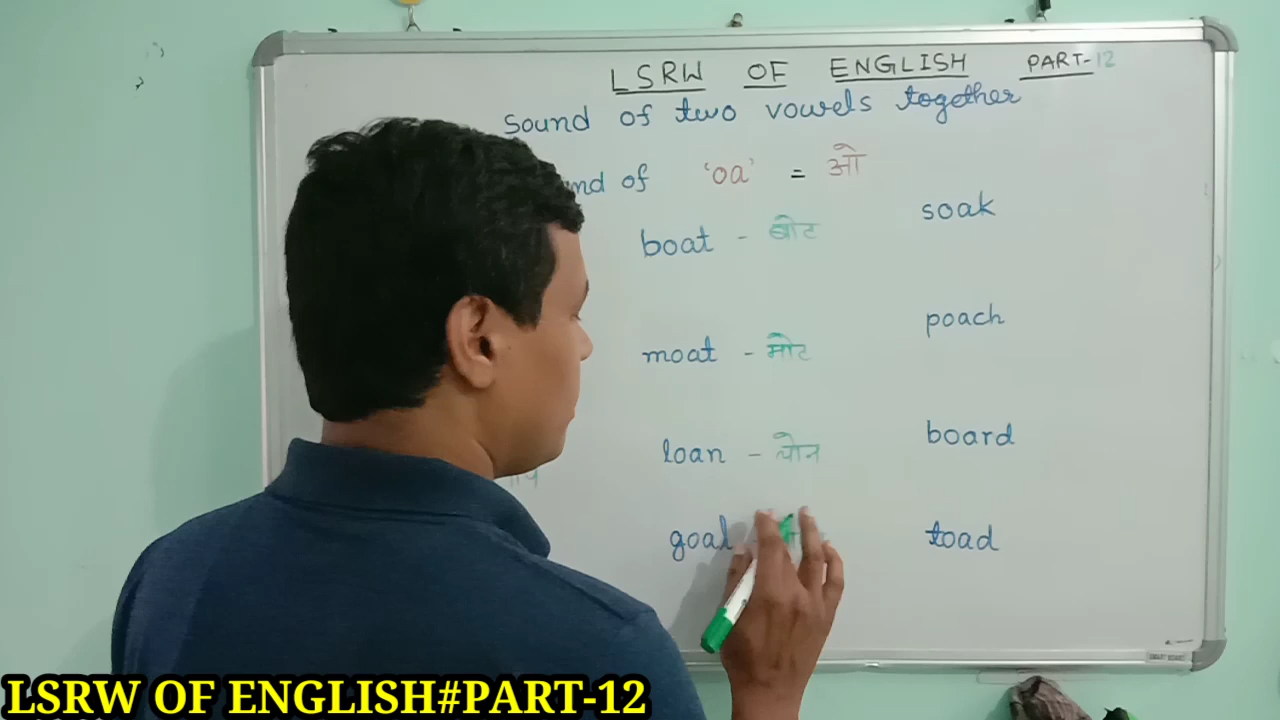 LSRW OF ENGLISH PART-12
Sound of two vowels together
of 'oa' = ओ
boat - बोट
soak
moat - मोट
poach
loan - लोन
board
goal
toad
LSRW OF ENGLISH#PART-12